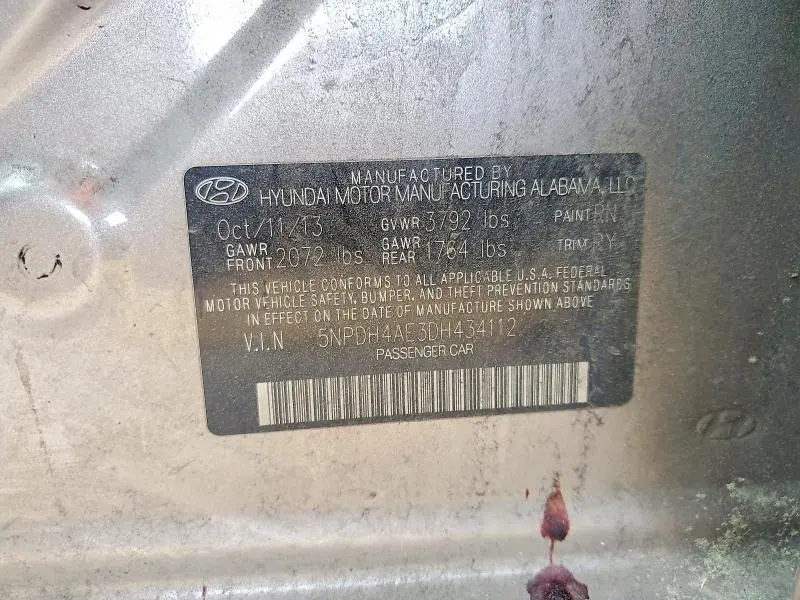 MANUFACTURED BY
HYUNDAI MOTOR MANUFACTURING ALABAMA, LLC
Oct/11/13 GVWR 3792 lbs PAINT RN
GAWR FRONT 2072 lbs GAWR REAR 1764 lbs TRIM RY
THIS VEHICLE CONFORMS TO ALL APPLICABLE U.S.A. FEDERAL
MOTOR VEHICLE SAFETY, BUMPER, AND THEFT PREVENTION STANDARDS
IN EFFECT ON THE DATE OF MANUFACTURE SHOWN ABOVE
V.I.N 5NPDH4AE3DH434112
PASSENGER CAR